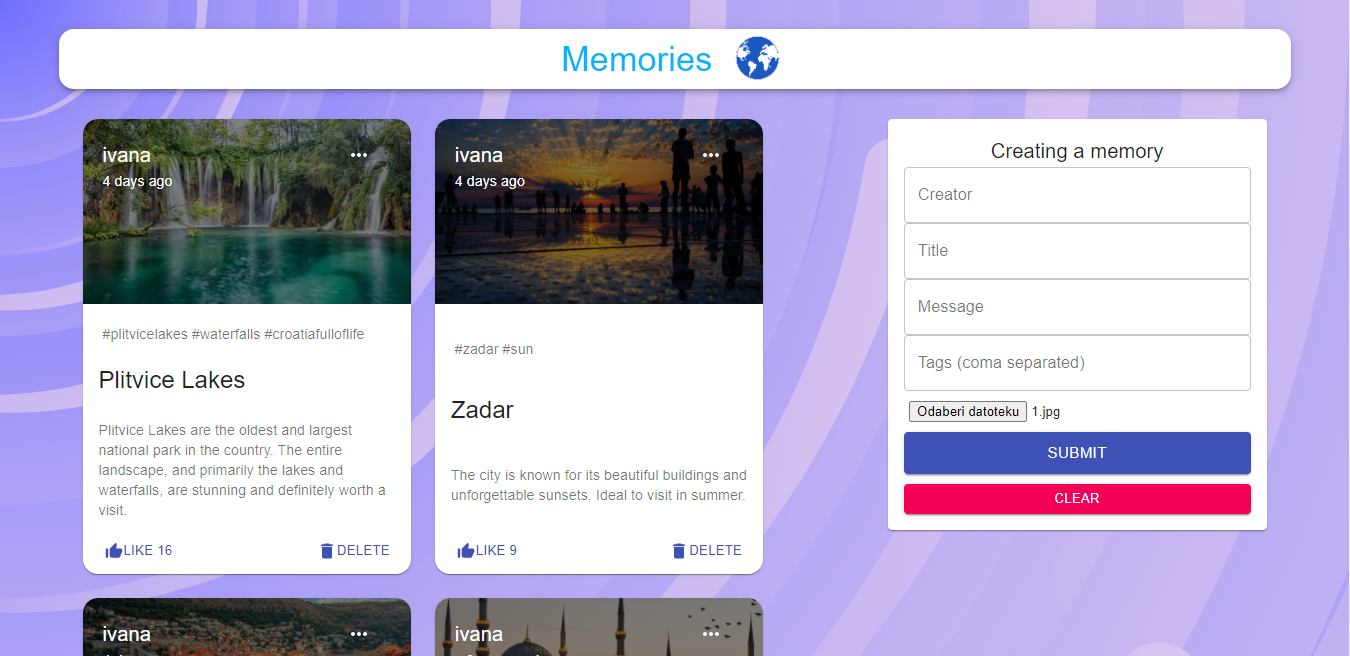 Memories
ivana
4 days ago
#plitvicelakes #waterfalls #croatiafulloflife
Plitvice Lakes
Plitvice Lakes are the oldest and largest
national park in the country. The entire
landscape, and primarily the lakes and
waterfalls, are stunning and definitely worth a
visit.
LIKE 16
DELETE
ivana
4 days ago
#zadar #sun
Zadar
The city is known for its beautiful buildings and
unforgettable sunsets. Ideal to visit in summer.
LIKE 9
DELETE
ivana
ivana
Creating a memory
Creator
Title
Message
Tags (coma separated)
Odaberi datoteku 1.jpg
SUBMIT
CLEAR